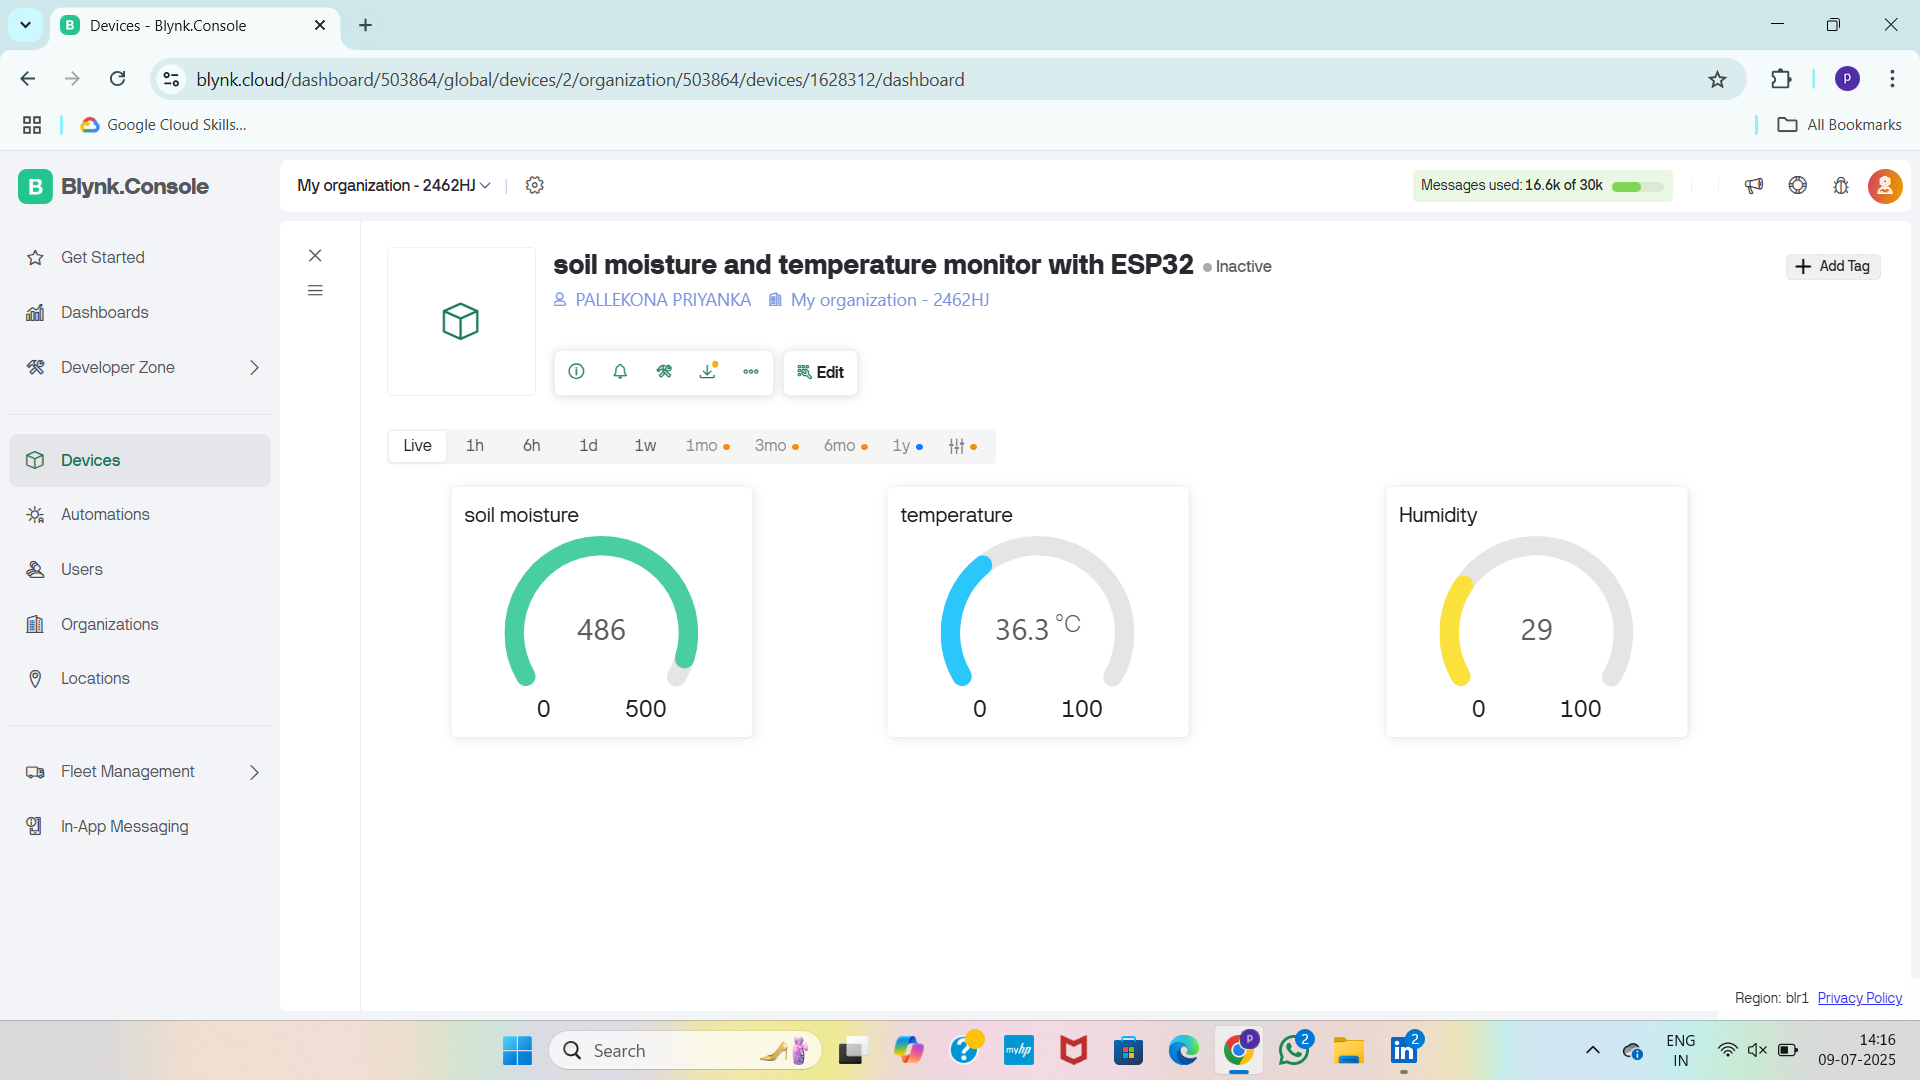 Devices - Blynk.Console
blynk.cloud/dashboard/503864/global/devices/2/organization/503864/devices/1628312/dashboard
P
Google Cloud Skills...
All Bookmarks
B Blynk.Console
My organization - 2462HJ
Messages used: 16.6k of 30k
Get Started
Dashboards
Developer Zone
Devices
Automations
Users
Organizations
Locations
Fleet Management
In-App Messaging
soil moisture and temperature monitor with ESP32 Inactive
Add Tag
PALLEKONA PRIYANKA My organization - 2462HJ
Edit
Live 1h 6h 1d 1w 1mo 3mo 6mo 1y
soil moisture
486
0 500
temperature
36.3 °C
0 100
Humidity
29
0 100
Region: blr1 Privacy Policy
Search
myhp
P
2
in
2
ENG
IN
14:16
09-07-2025